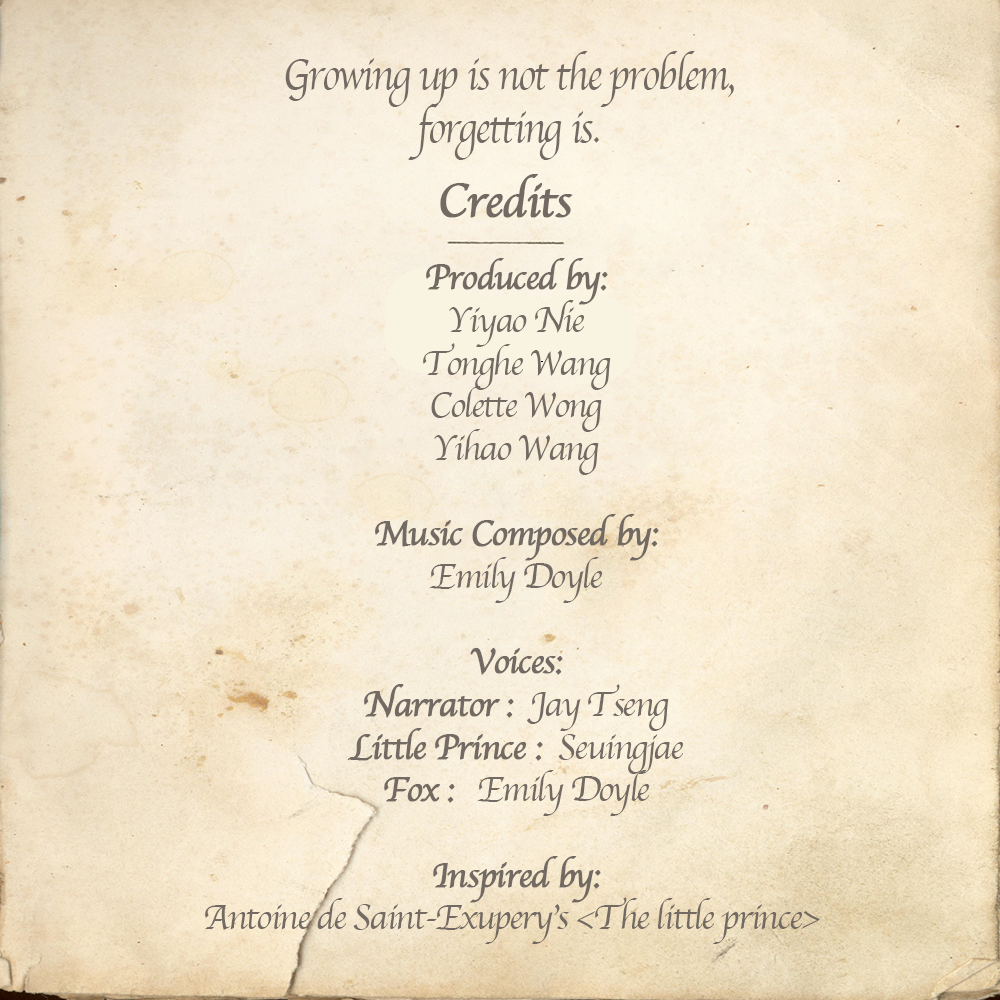 Growing up is not the problem,
forgetting is.
Credits
Produced by:
Yiyao Nie
Tonghe Wang
Colette Wong
Yihao Wang
Music Composed by:
Emily Doyle
Voices:
Narrator : Jay Tseng
Little Prince : Seuingjae
Fox : Emily Doyle
Inspired by:
Antoine de Saint-Exupery's <The little prince>